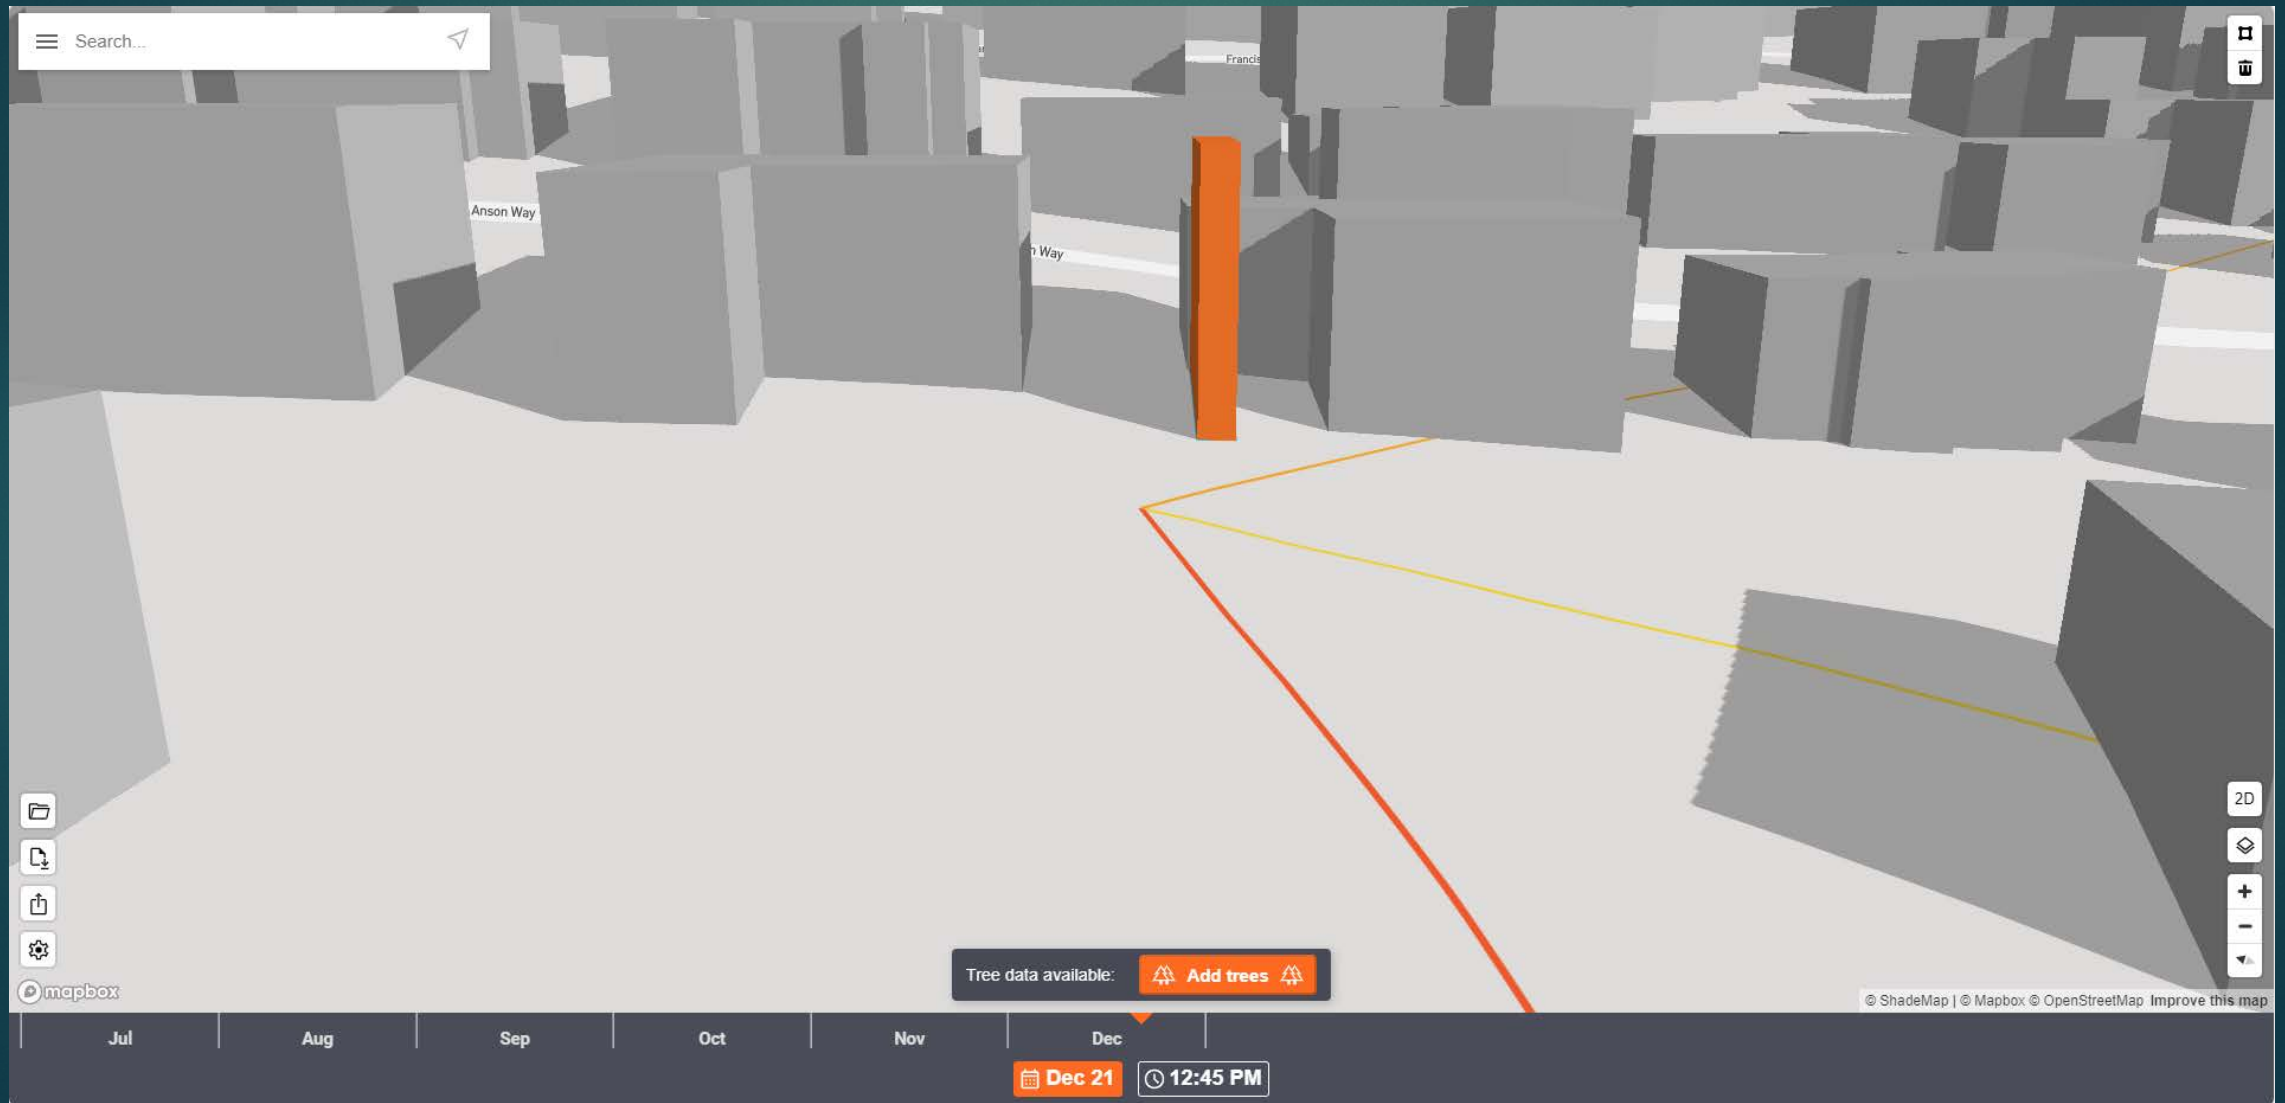 Search...
Francis
Anson Way
n Way
2D
Tree data available:
Add trees
mapbox
© ShadeMap | © Mapbox © OpenStreetMap Improve this map
Jul Aug Sep Oct Nov Dec
Dec 21 12:45 PM